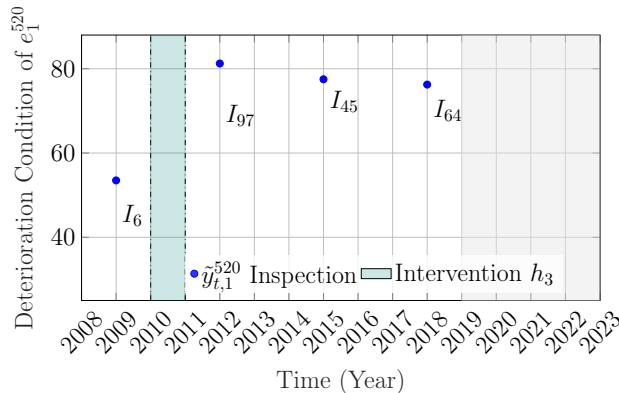 Deterioration Condition of $e_1^{520}$
80
60
40
$I_6$
$I_{97}$
$I_{45}$
$I_{64}$
$\tilde{y}_{t,1}^{520}$ Inspection
Intervention $h_3$
2008
2009
2010
2011
2012
2013
2014
2015
2016
2017
2018
2019
2020
2021
2022
2023
Time (Year)